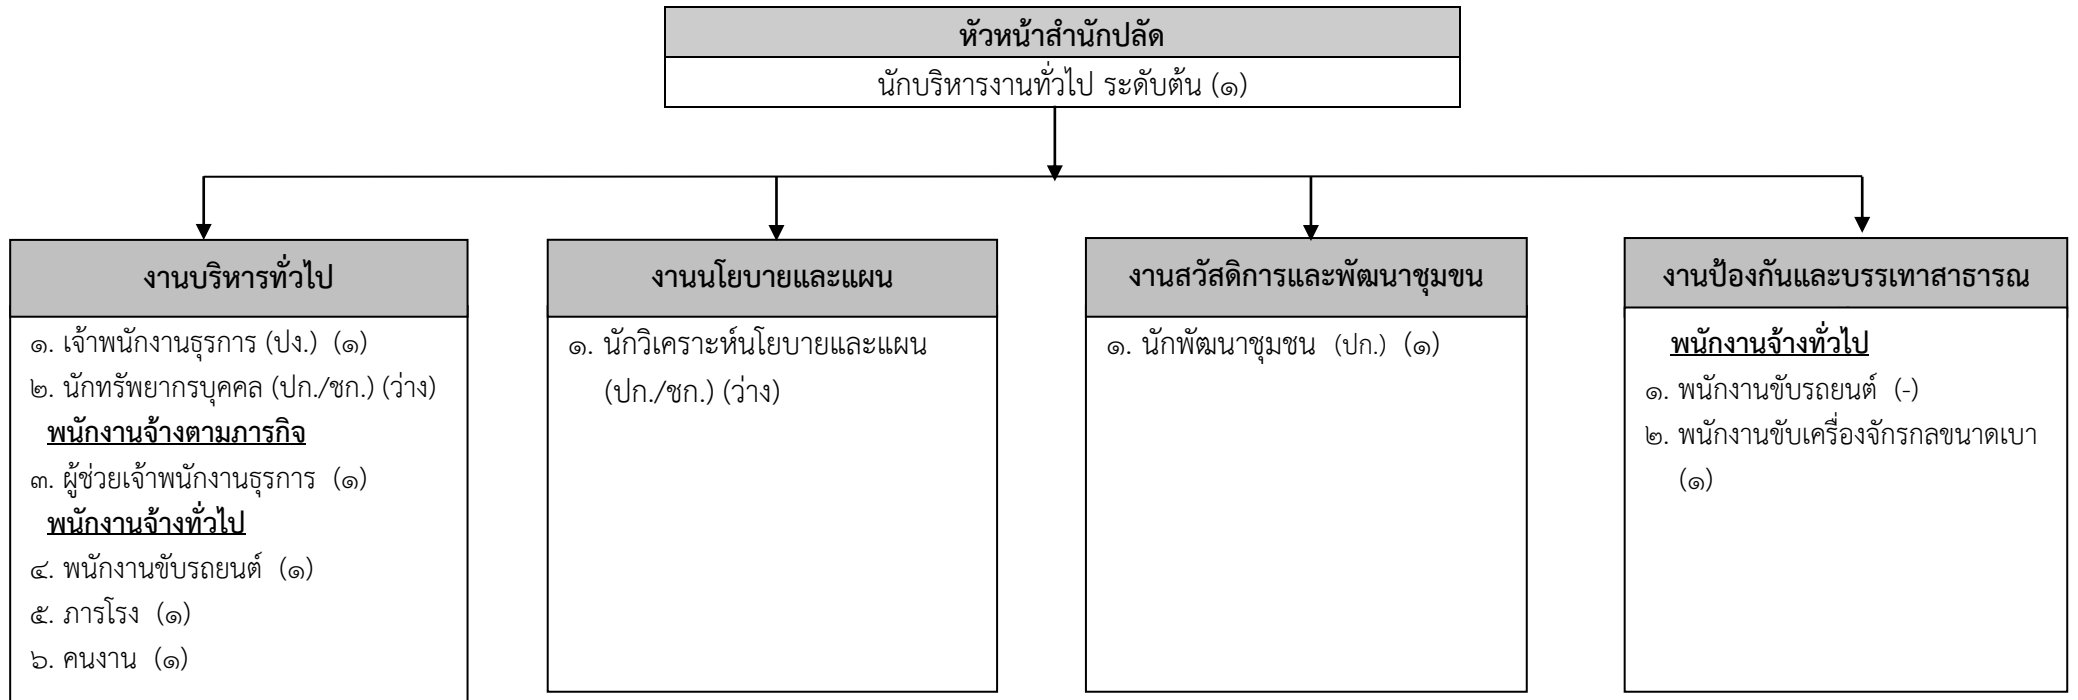 หัวหน้าสำนักปลัด
นักบริหารงานทั่วไป ระดับต้น (๑)
งานบริหารทั่วไป
๑. เจ้าพนักงานธุรการ (ปง.) (๑)
๒. นักทรัพยากรบุคคล (ปก./ชก.) (ว่าง)
พนักงานจ้างตามภารกิจ
๓. ผู้ช่วยเจ้าพนักงานธุรการ (๑)
พนักงานจ้างทั่วไป
๔. พนักงานขับรถยนต์ (๑)
๕. ภารโรง (๑)
๖. คนงาน (๑)
งานนโยบายและแผน
๑. นักวิเคราะห์นโยบายและแผน
(ปก./ชก.) (ว่าง)
งานสวัสดิการและพัฒนาชุมขน
๑. นักพัฒนาชุมชน (ปก.) (๑)
งานป้องกันและบรรเทาสาธารณ
พนักงานจ้างทั่วไป
๑. พนักงานขับรถยนต์ (-)
๒. พนักงานขับเครื่องจักรกลขนาดเบา
(๑)